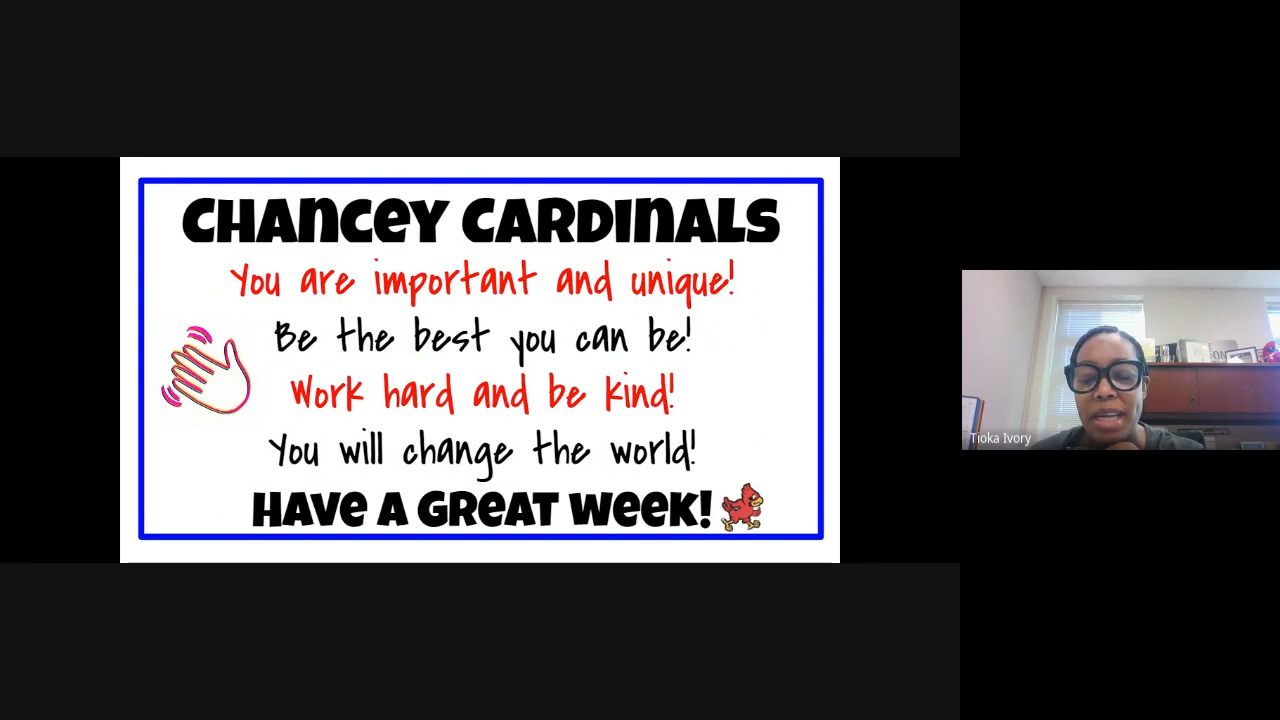 CHANCEY CARDINALS
You are important and unique!
Be the best you can be!
Work hard and be kind!
You will change the world!
HAVE A GREAT WEEK!
Tioka Ivory